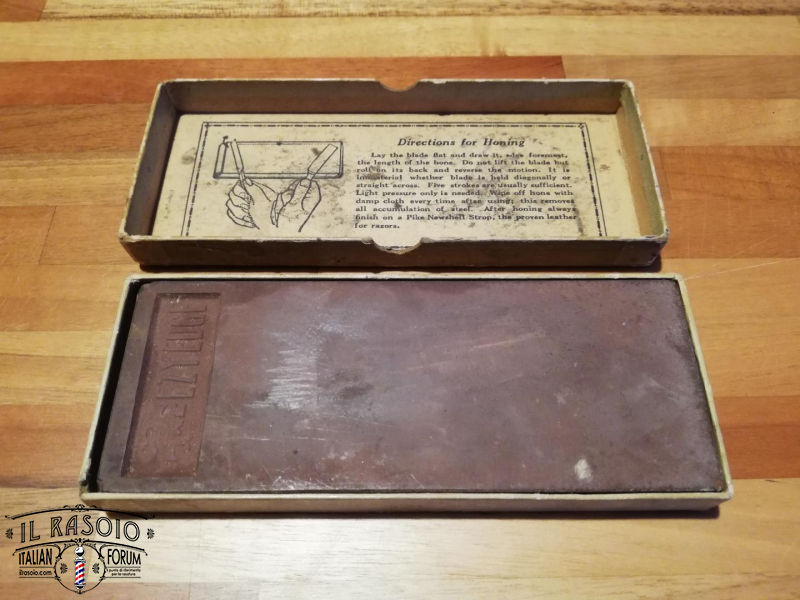 Directions for Honing
Lay the blade flat and draw it, edge foremost,
the length of the hone. Do not lift the blade but
roll on its back and reverse the motion. It is
immaterial whether blade is held diagonally or
straight across. Five strokes are usually sufficient.
Light pressure only is needed. Wipe off hone with
damp cloth every time after using; this removes
all accumulation of steel. After honing always
finish on a Pike Newshell Strop, the proven leather
for razors.
IL RASOIO
ITALIAN FORUM
ilrasoio.com